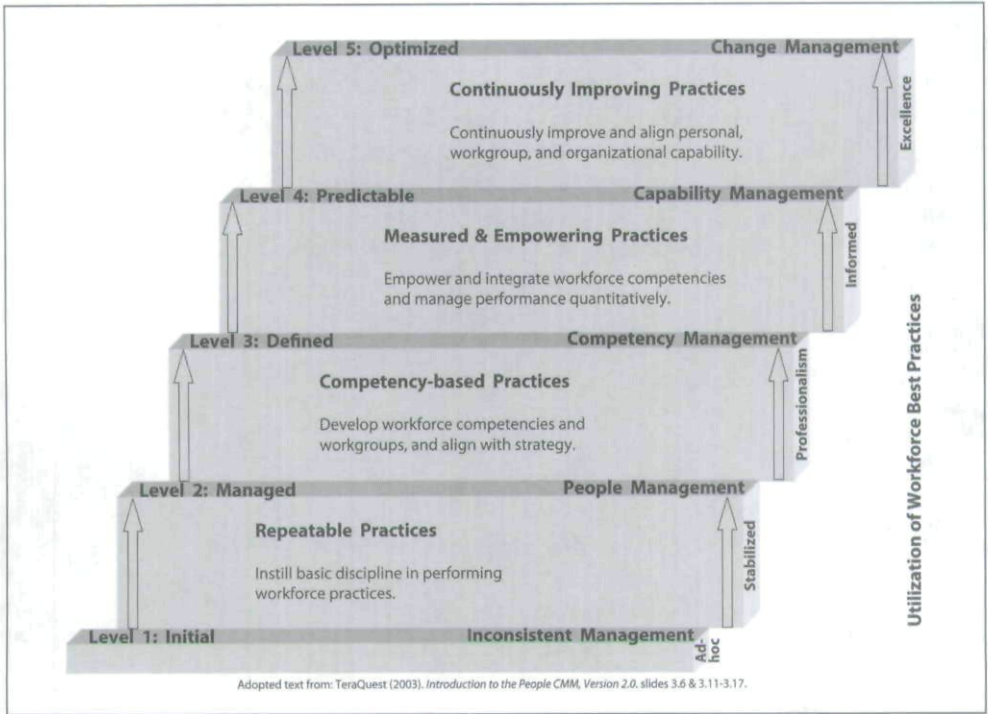 Level 5: Optimized Change Management
Continuously Improving Practices
Continuously improve and align personal,
workgroup, and organizational capability.
Excellence
Level 4: Predictable Capability Management
Measured & Empowering Practices
Empower and integrate workforce competencies
and manage performance quantitatively.
Informed
Level 3: Defined Competency Management
Competency-based Practices
Develop workforce competencies and
workgroups, and align with strategy.
Professionalism
Level 2: Managed People Management
Repeatable Practices
Instill basic discipline in performing
workforce practices.
Stabilized
Level 1: Initial Inconsistent Management
Ad-
hoc
Utilization of Workforce Best Practices
Adopted text from: TeraQuest (2003). Introduction to the People CMM, Version 2.0. slides 3.6 & 3.11-3.17.